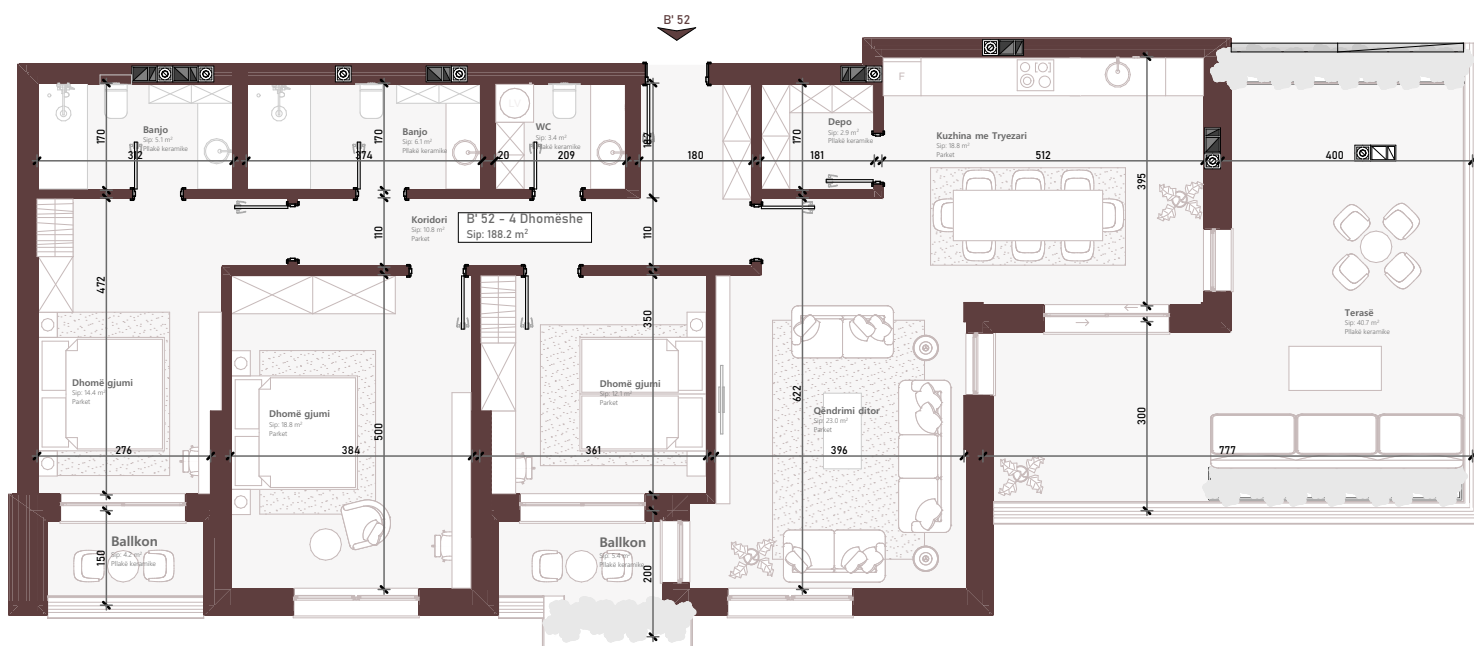 B' 52
Banjo
Sip: 5.1 m²
Pllakë keramike
170
312
Banjo
Sip: 6.1 m²
Pllakë keramike
170
374
LV
WC
Sip: 3.4 m²
Pllakë keramike
20
209
180
Depo
Sip: 2.9 m²
Pllakë keramike
170
181
F
Kuzhina me Tryezari
Sip: 18.8 m²
Parket
512
395
400
Koridori
Sip: 10.8 m²
Parket
110
110
B' 52 - 4 Dhomëshe
Sip: 188.2 m²
472
350
Terasë
Sip: 40.7 m²
Pllakë keramike
Dhomë gjumi
Sip: 14.4 m²
Parket
276
Dhomë gjumi
Sip: 18.8 m²
Parket
384
500
Dhomë gjumi
Sip: 12.1 m²
Parket
361
Qëndrimi ditor
Sip: 23.0 m²
Parket
622
396
300
777
Ballkon
Sip: 4.2 m²
Pllakë keramike
150
Ballkon
Pllakë keramike
200